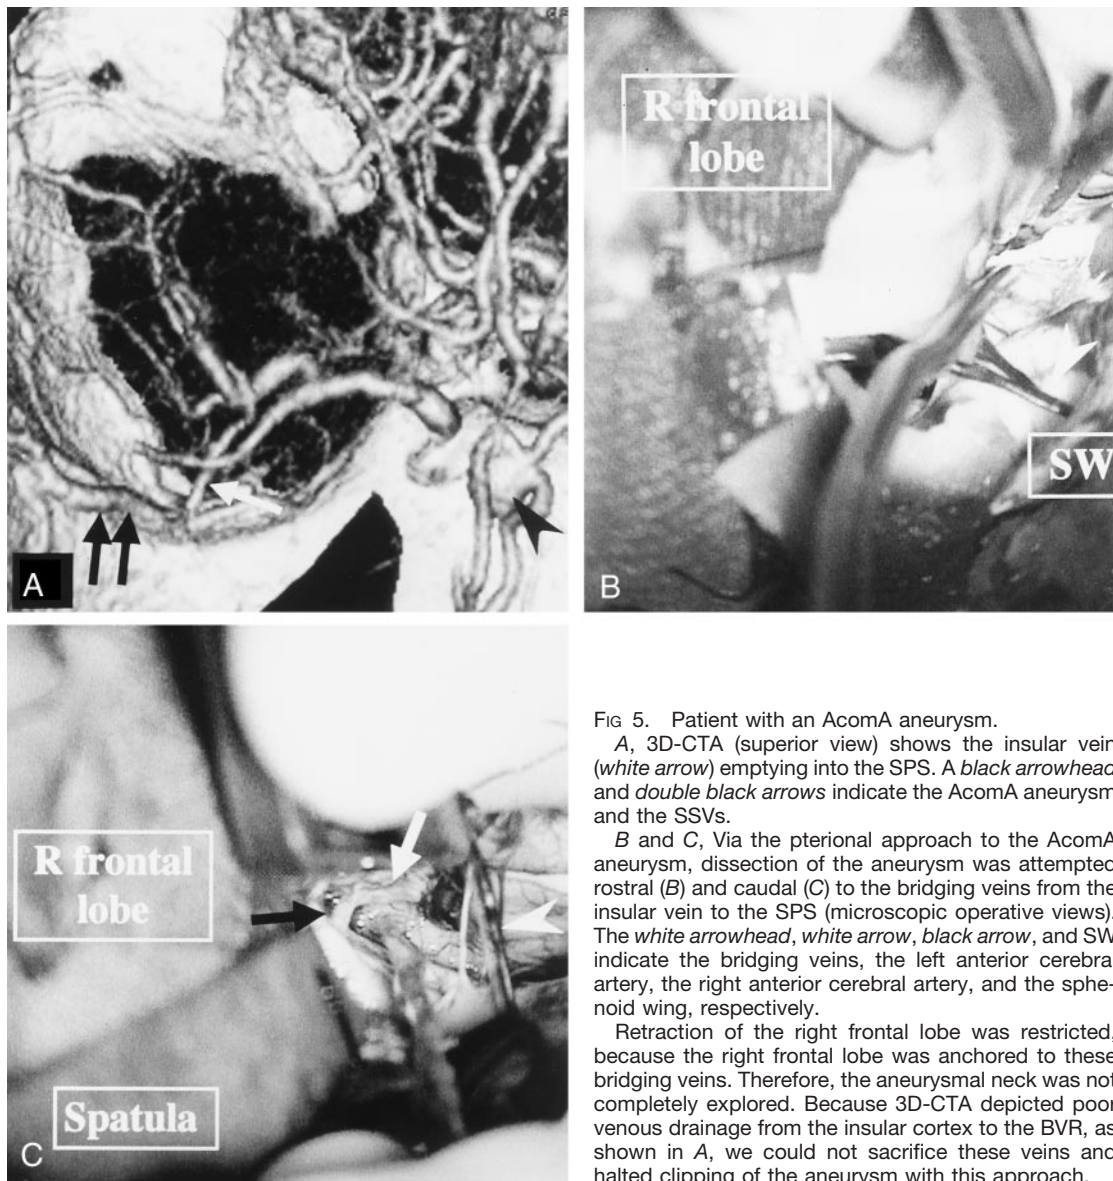 R frontal
lobe
SW
A
B
R frontal
lobe
Spatula
C
FIG 5. Patient with an AcomA aneurysm.
A, 3D-CTA (superior view) shows the insular vein
(white arrow) emptying into the SPS. A black arrowhead
and double black arrows indicate the AcomA aneurysm
and the SSVs.
B and C, Via the pterional approach to the AcomA
aneurysm, dissection of the aneurysm was attempted
rostral (B) and caudal (C) to the bridging veins from the
insular vein to the SPS (microscopic operative views).
The white arrowhead, white arrow, black arrow, and SW
indicate the bridging veins, the left anterior cerebral
artery, the right anterior cerebral artery, and the sphe-
noid wing, respectively.
Retraction of the right frontal lobe was restricted,
because the right frontal lobe was anchored to these
bridging veins. Therefore, the aneurysmal neck was not
completely explored. Because 3D-CTA depicted poor
venous drainage from the insular cortex to the BVR, as
shown in A, we could not sacrifice these veins and
halted clipping of the aneurysm with this approach.